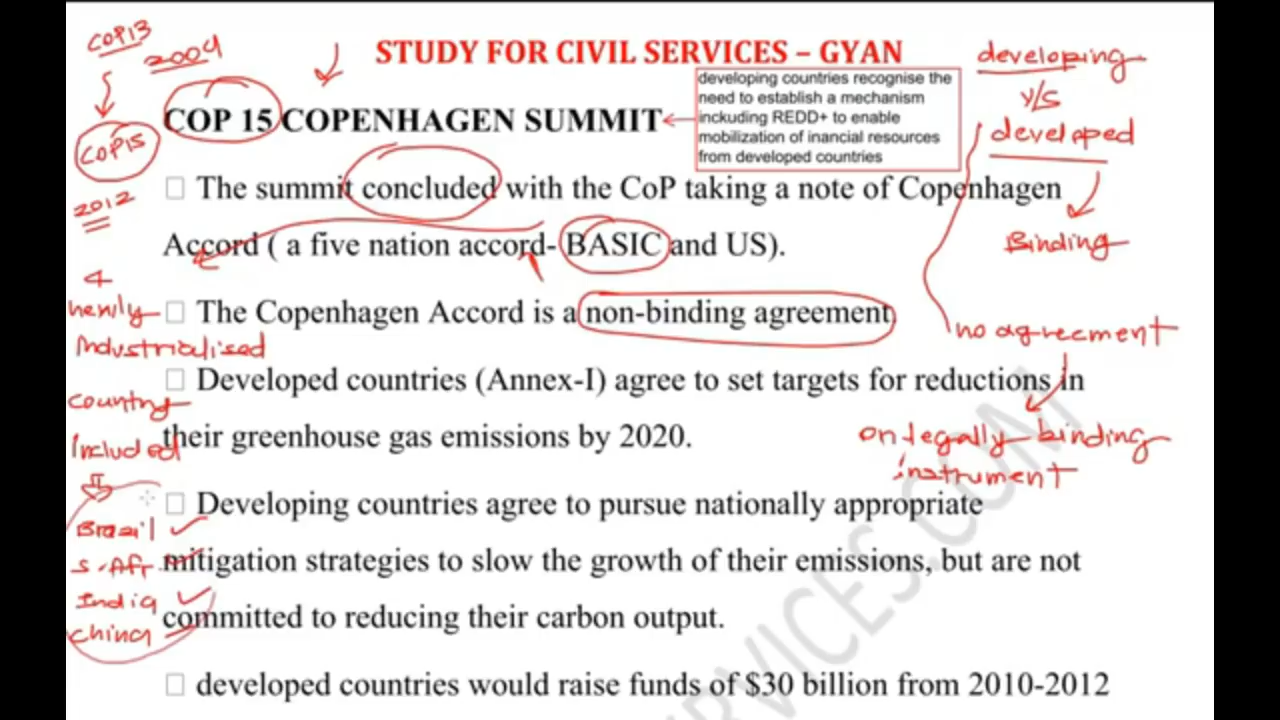 STUDY FOR CIVIL SERVICES – GYAN
COP13
2009
COP15
2012
COP 15 COPENHAGEN SUMMIT
developing countries recognise the
need to establish a mechanism
inckuding REDD+ to enable
mobilization of inancial resources
from developed countries
developing
v/s
developed
Binding
no agreement
on legally binding
instrument
The summit concluded with the CoP taking a note of Copenhagen
Accord ( a five nation accord- BASIC and US).
The Copenhagen Accord is a non-binding agreement
Developed countries (Annex-I) agree to set targets for reductions in
their greenhouse gas emissions by 2020.
Developing countries agree to pursue nationally appropriate
mitigation strategies to slow the growth of their emissions, but are not
committed to reducing their carbon output.
developed countries would raise funds of $30 billion from 2010-2012
4
newly
industrialised
country
included
Brazil
S.Afr
India
China